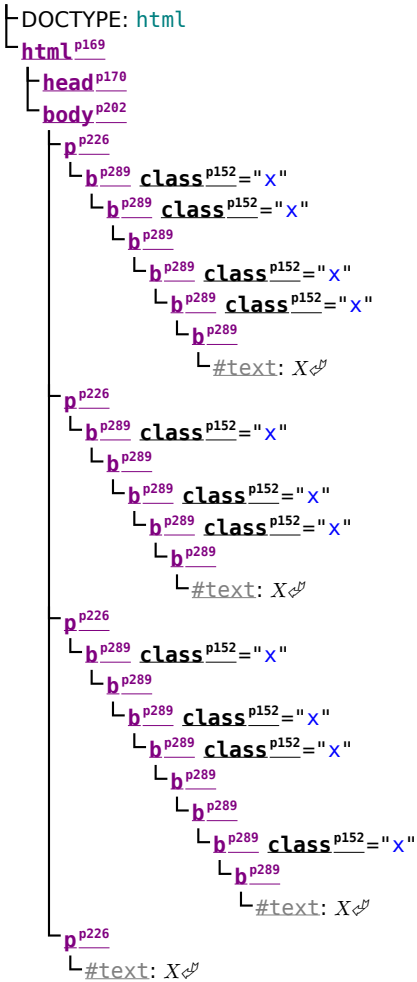 DOCTYPE: html
html p169
head p170
body p202
p p226
b p289 class p152="x"
b p289 class p152="x"
b p289
b p289 class p152="x"
b p289 class p152="x"
b p289
#text: X⏎
p p226
b p289 class p152="x"
b p289
b p289 class p152="x"
b p289 class p152="x"
b p289
#text: X⏎
p p226
b p289 class p152="x"
b p289
b p289 class p152="x"
b p289 class p152="x"
b p289
b p289
b p289 class p152="x"
b p289
#text: X⏎
p p226
#text: X⏎